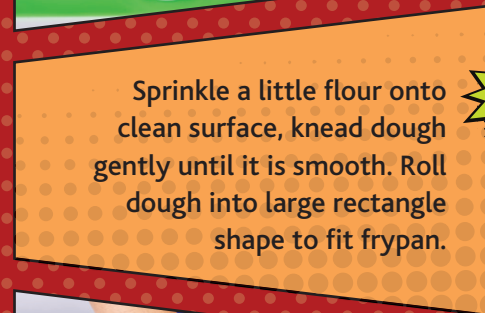 Sprinkle a little flour onto
clean surface, knead dough
gently until it is smooth. Roll
dough into large rectangle
shape to fit frypan.